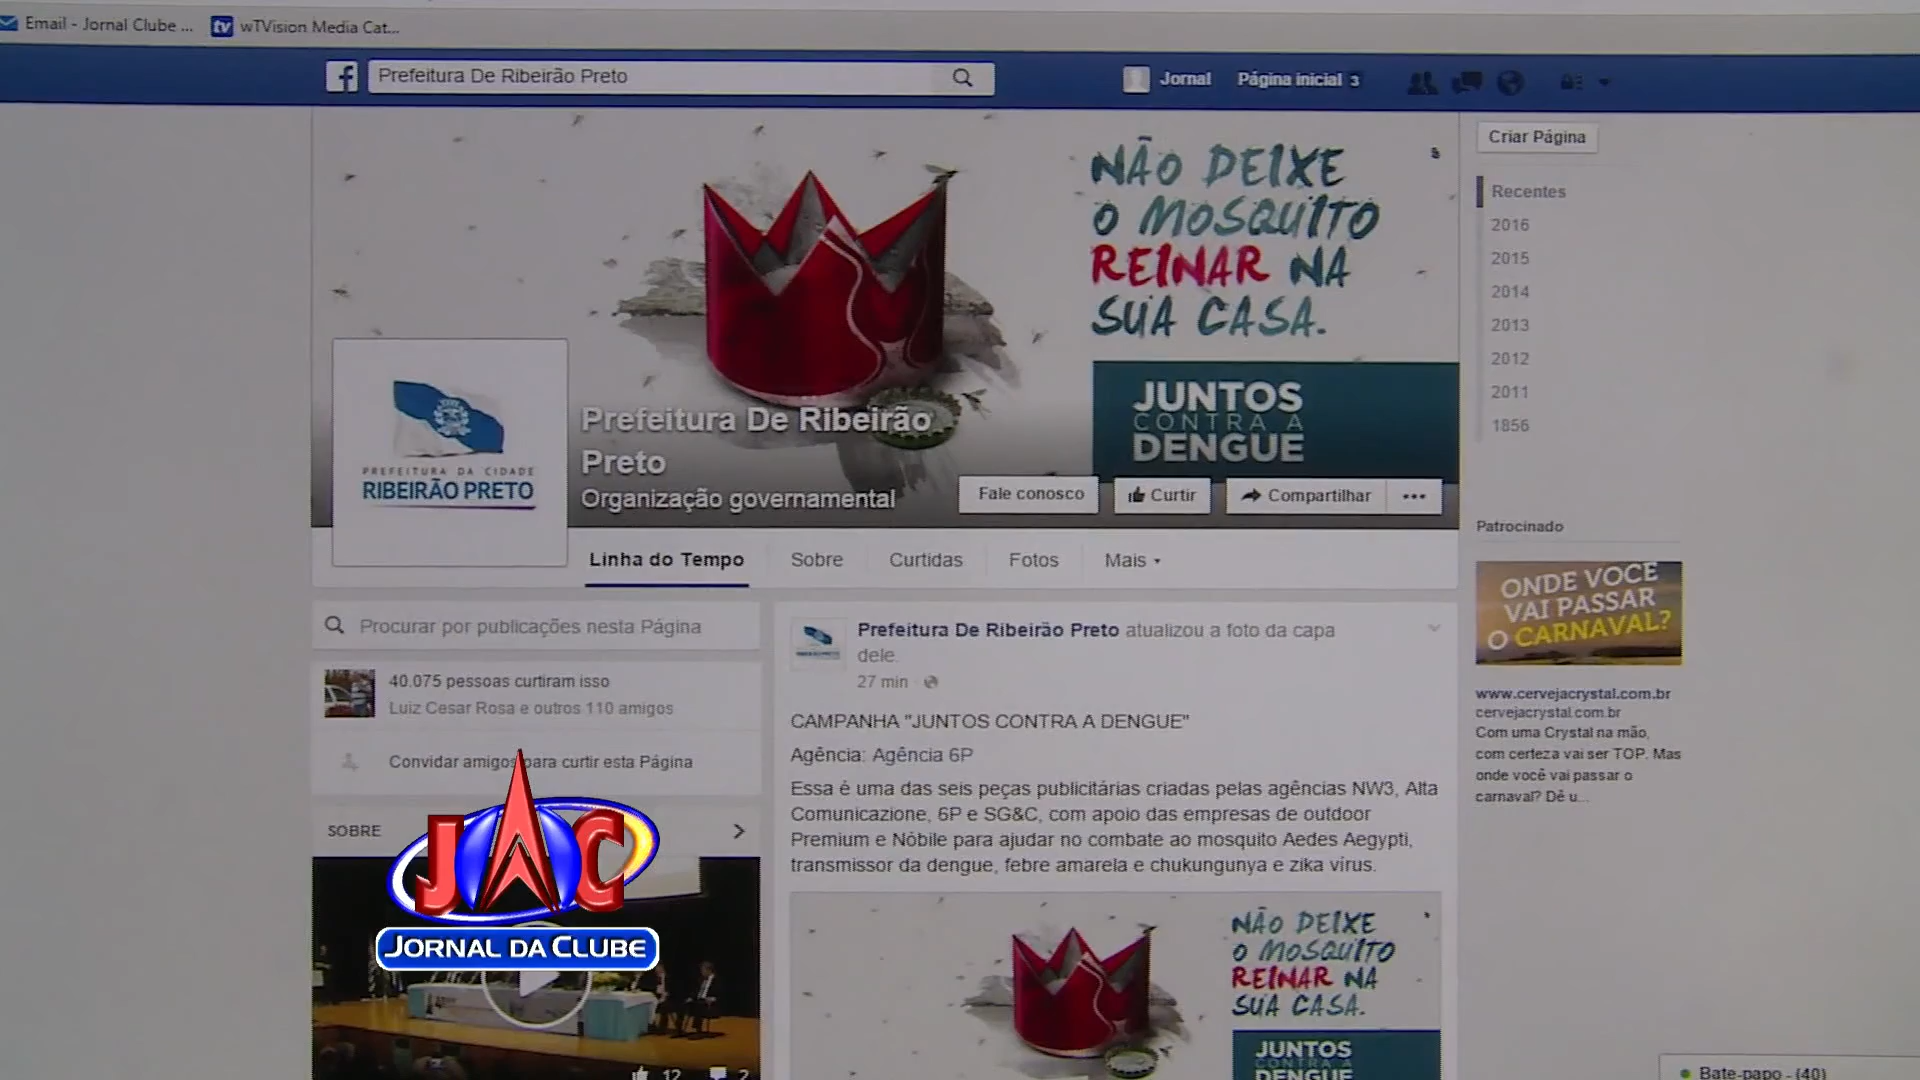 Email - Jornal Clube ...
wTVision Media Cat...
Prefeitura De Ribeirão Preto
Jornal
Página inicial 3
NÃO DEIXE
O MOSQUITO
REINAR NA
SUA CASA.
JUNTOS
CONTRA A
DENGUE
PREFEITURA DA CIDADE
RIBEIRÃO PRETO
Prefeitura De Ribeirão
Preto
Organização governamental
Fale conosco
Curtir
Compartilhar
Linha do Tempo
Sobre
Curtidas
Fotos
Mais
Criar Página
Recentes
2016
2015
2014
2013
2012
2011
1856
Patrocinado
ONDE VOCÊ
VAI PASSAR
O CARNAVAL?
www.cervejacrystal.com.br
cervejacrystal.com.br
Com uma Crystal na mão,
com certeza vai ser TOP. Mas
onde você vai passar o
carnaval? Dê u...
Procurar por publicações nesta Página
40.075 pessoas curtiram isso
Luiz Cesar Rosa e outros 110 amigos
Convidar amigos para curtir esta Página
SOBRE
JAC
JORNAL DA CLUBE
12
2
Prefeitura De Ribeirão Preto atualizou a foto da capa
dele.
27 min
CAMPANHA "JUNTOS CONTRA A DENGUE"
Agência: Agência 6P
Essa é uma das seis peças publicitárias criadas pelas agências NW3, Alta
Comunicazione, 6P e SG&C, com apoio das empresas de outdoor
Premium e Nóbile para ajudar no combate ao mosquito Aedes Aegypti,
transmissor da dengue, febre amarela e chukungunya e zika vírus.
NÃO DEIXE
O MOSQUITO
REINAR NA
SUA CASA.
JUNTOS
CONTRA A
DENGUE
Bate-papo - (40)